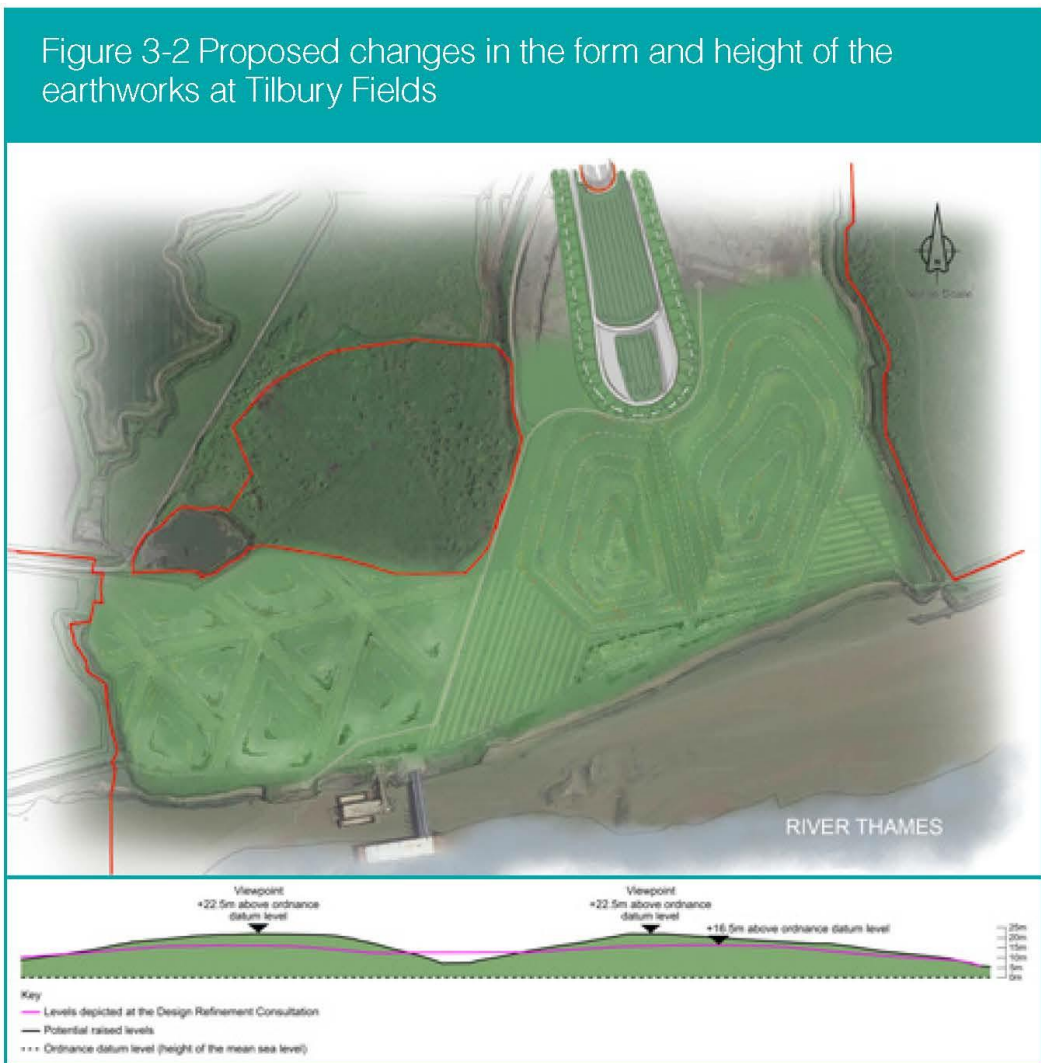 Figure 3-2 Proposed changes in the form and height of the
earthworks at Tilbury Fields
RIVER THAMES
Viewpoint
+22.5m above ordnance
datum level
Viewpoint
+22.5m above ordnance
datum level
+16.5m above ordnance datum level
25m
20m
15m
10m
5m
0m
Key
Levels depicted at the Design Refinement Consultation
Potential raised levels
Ordnance datum level (height of the mean sea level)